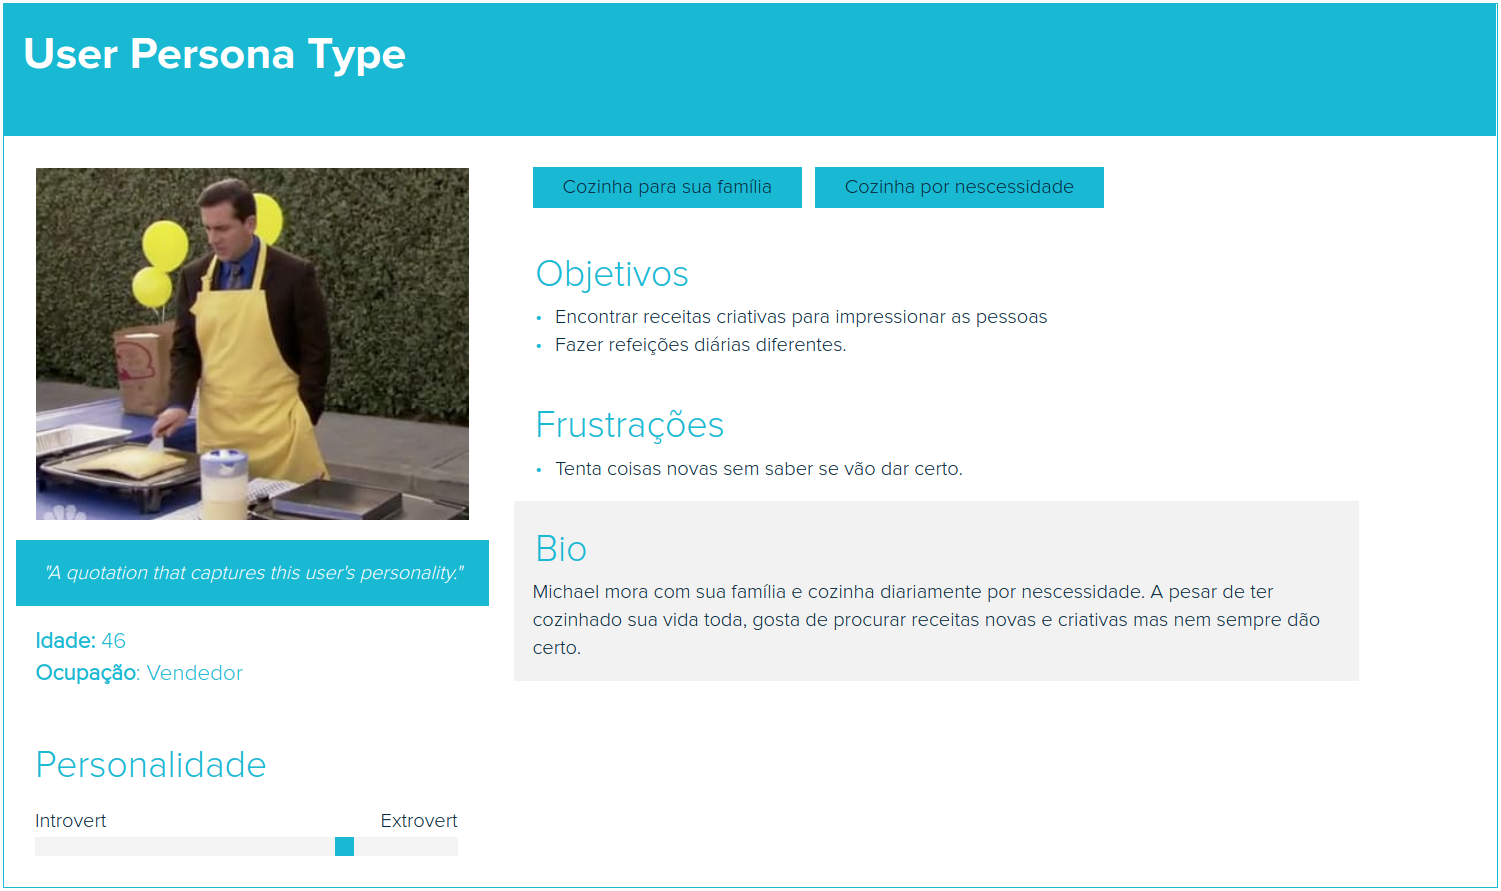 User Persona Type
Cozinha para sua família
Cozinha por nescessidade
Objetivos
• Encontrar receitas criativas para impressionar as pessoas
• Fazer refeições diárias diferentes.
Frustrações
• Tenta coisas novas sem saber se vão dar certo.
Bio
Michael mora com sua família e cozinha diariamente por nescessidade. A pesar de ter
cozinhado sua vida toda, gosta de procurar receitas novas e criativas mas nem sempre dão
certo.
"A quotation that captures this user's personality."
Idade: 46
Ocupação: Vendedor
Personalidade
Introvert
Extrovert